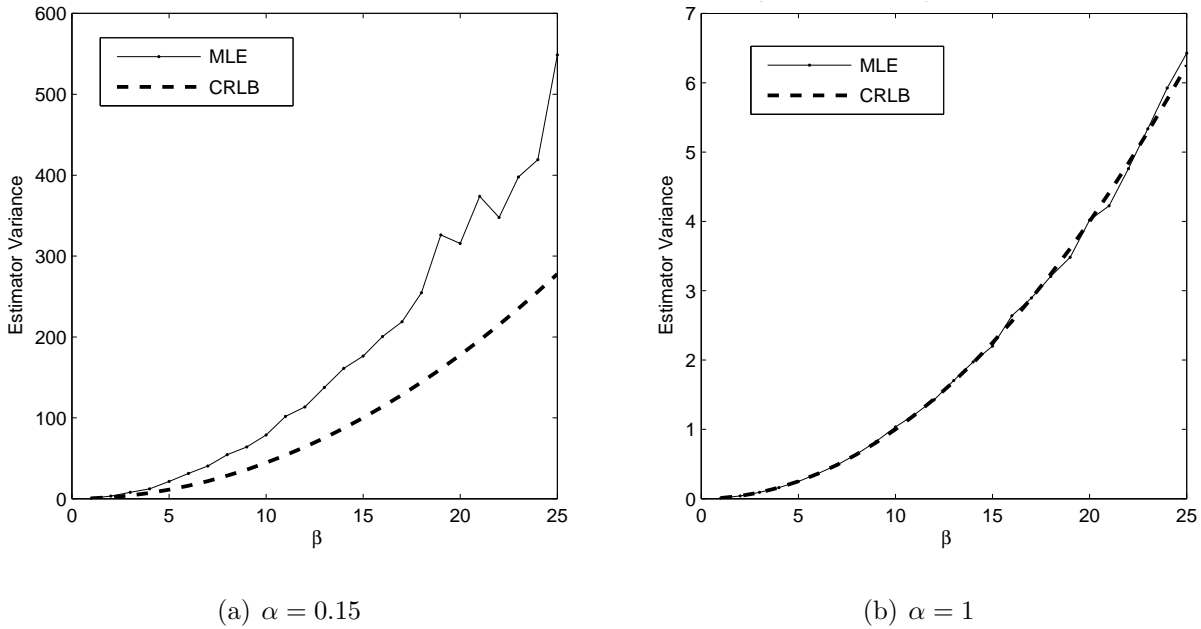 600
500
400
300
200
100
0
Estimator Variance
MLE
CRLB
0 5 10 15 20 25
β
(a) α = 0.15
7
6
5
4
3
2
1
0
Estimator Variance
MLE
CRLB
0 5 10 15 20 25
β
(b) α = 1